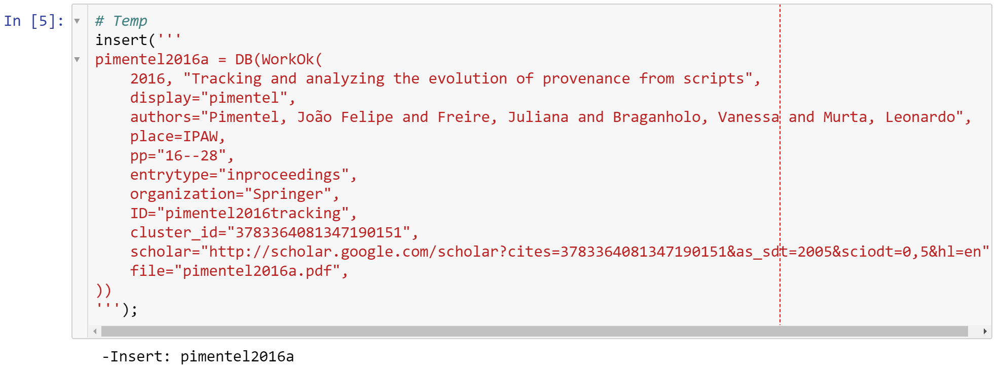 In [5]:
# Temp
insert('''
pimentel2016a = DB(WorkOk(
    2016, "Tracking and analyzing the evolution of provenance from scripts",
    display="pimentel",
    authors="Pimentel, João Felipe and Freire, Juliana and Braganholo, Vanessa and Murta, Leonardo",
    place=IPAW,
    pp="16--28",
    entrytype="inproceedings",
    organization="Springer",
    ID="pimentel2016tracking",
    cluster_id="3783364081347190151",
    scholar="http://scholar.google.com/scholar?cites=3783364081347190151&as_sdt=2005&sciodt=0,5&hl=en"
    file="pimentel2016a.pdf",
))
''');
-Insert: pimentel2016a